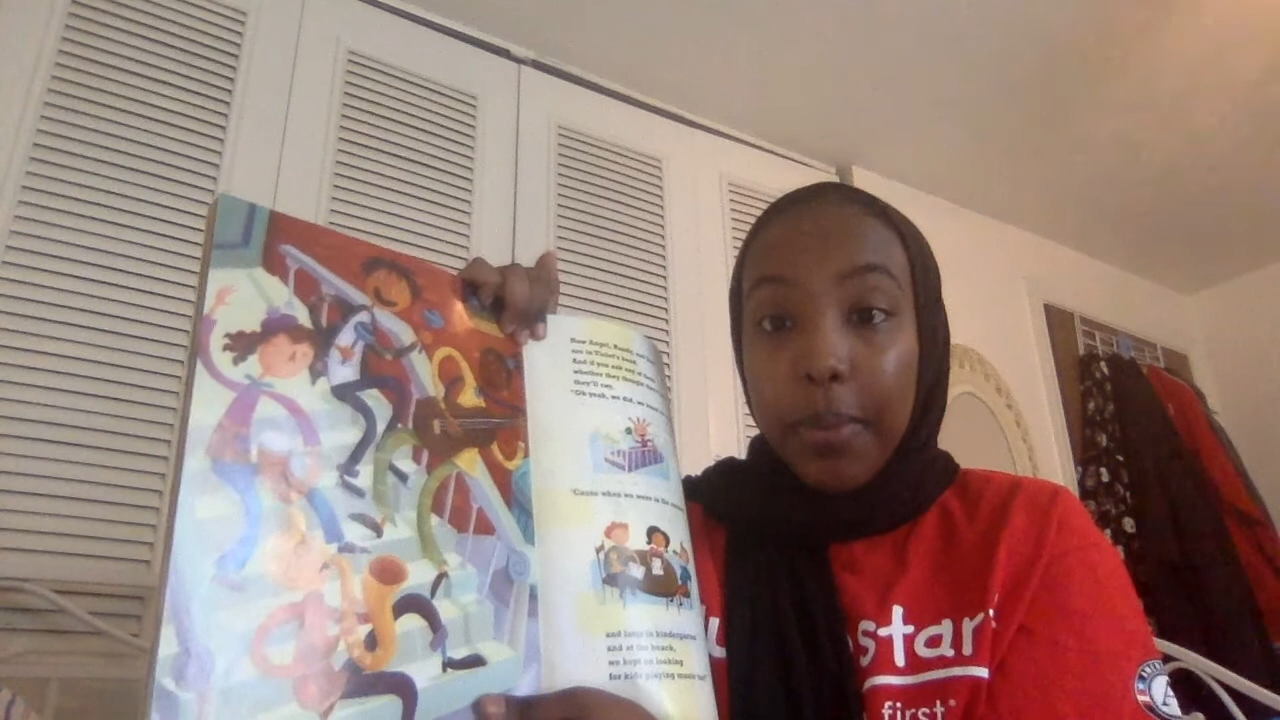 Now Angel, Randy, and
are in Violet's band.
And if you ask any of them
whether they thought
they'll say,
"Oh yeah, we did, we
'Cause when we were in the
and later in kindergarten
and at the beach,
we kept on looking
for kids playing music
star
first
A